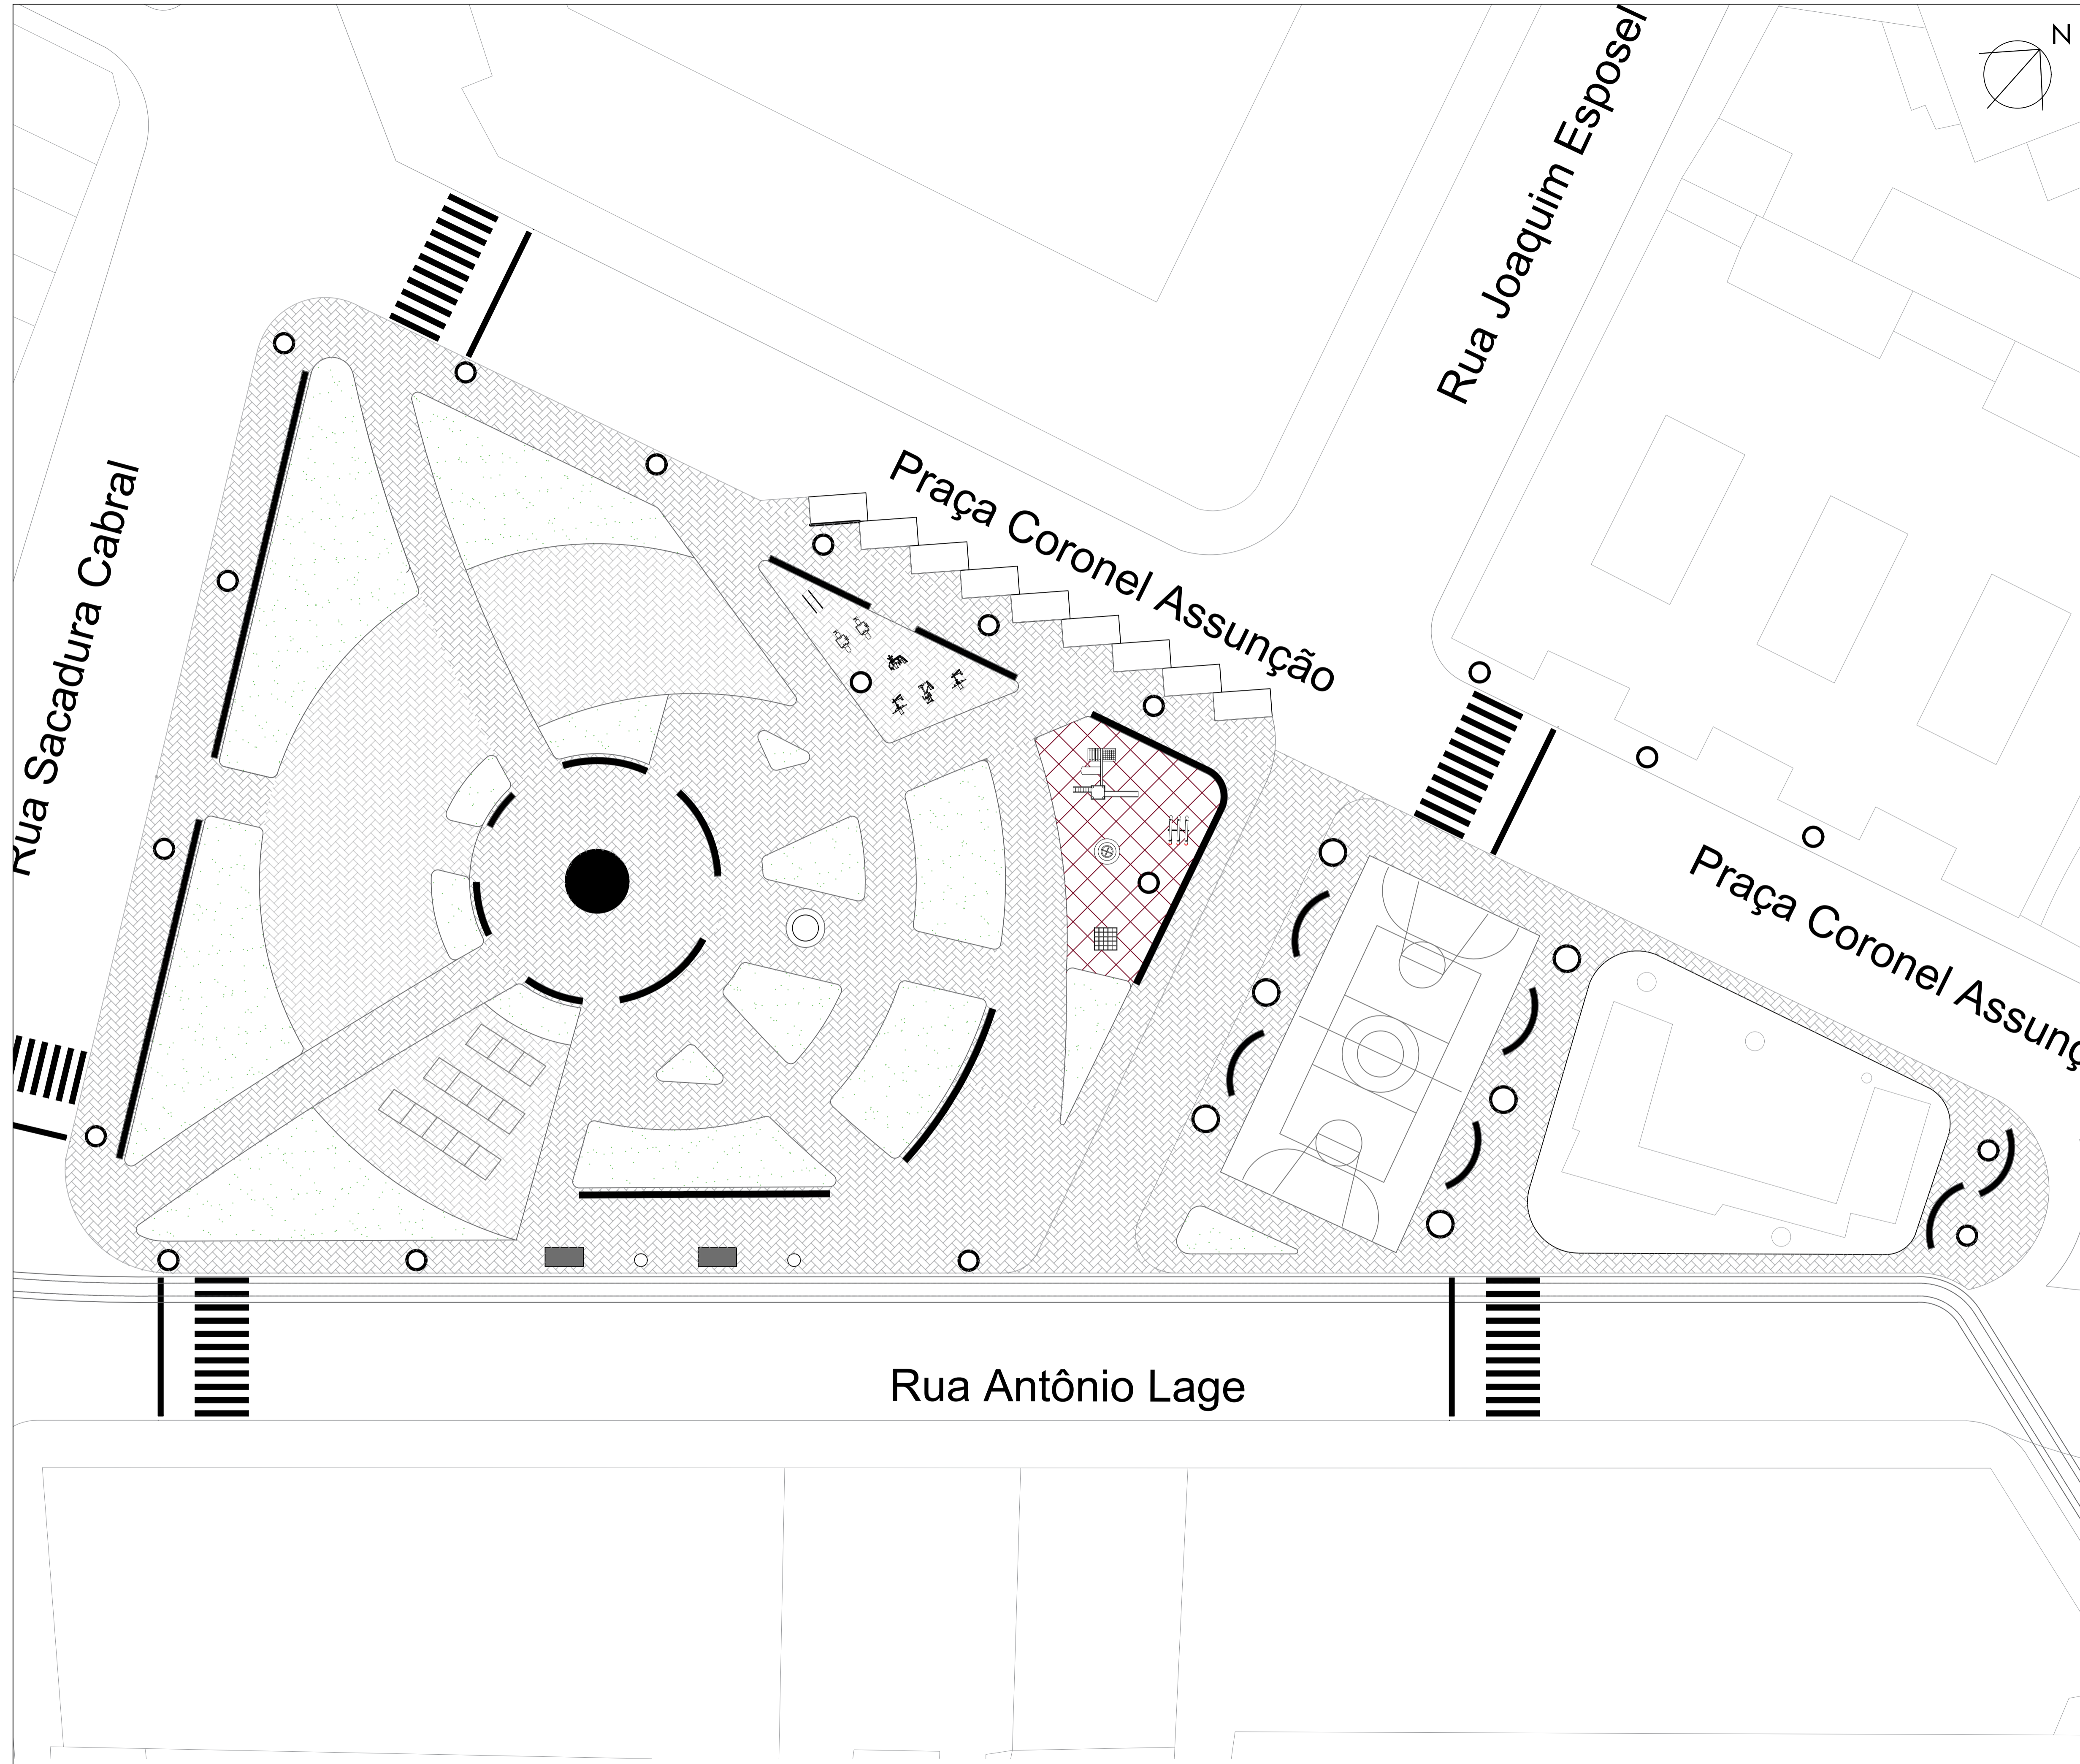 N
Rua Joaquim Esposel
Praça Coronel Assunção
Rua Sacadura Cabral
Praça Coronel Assunç
Rua Antônio Lage